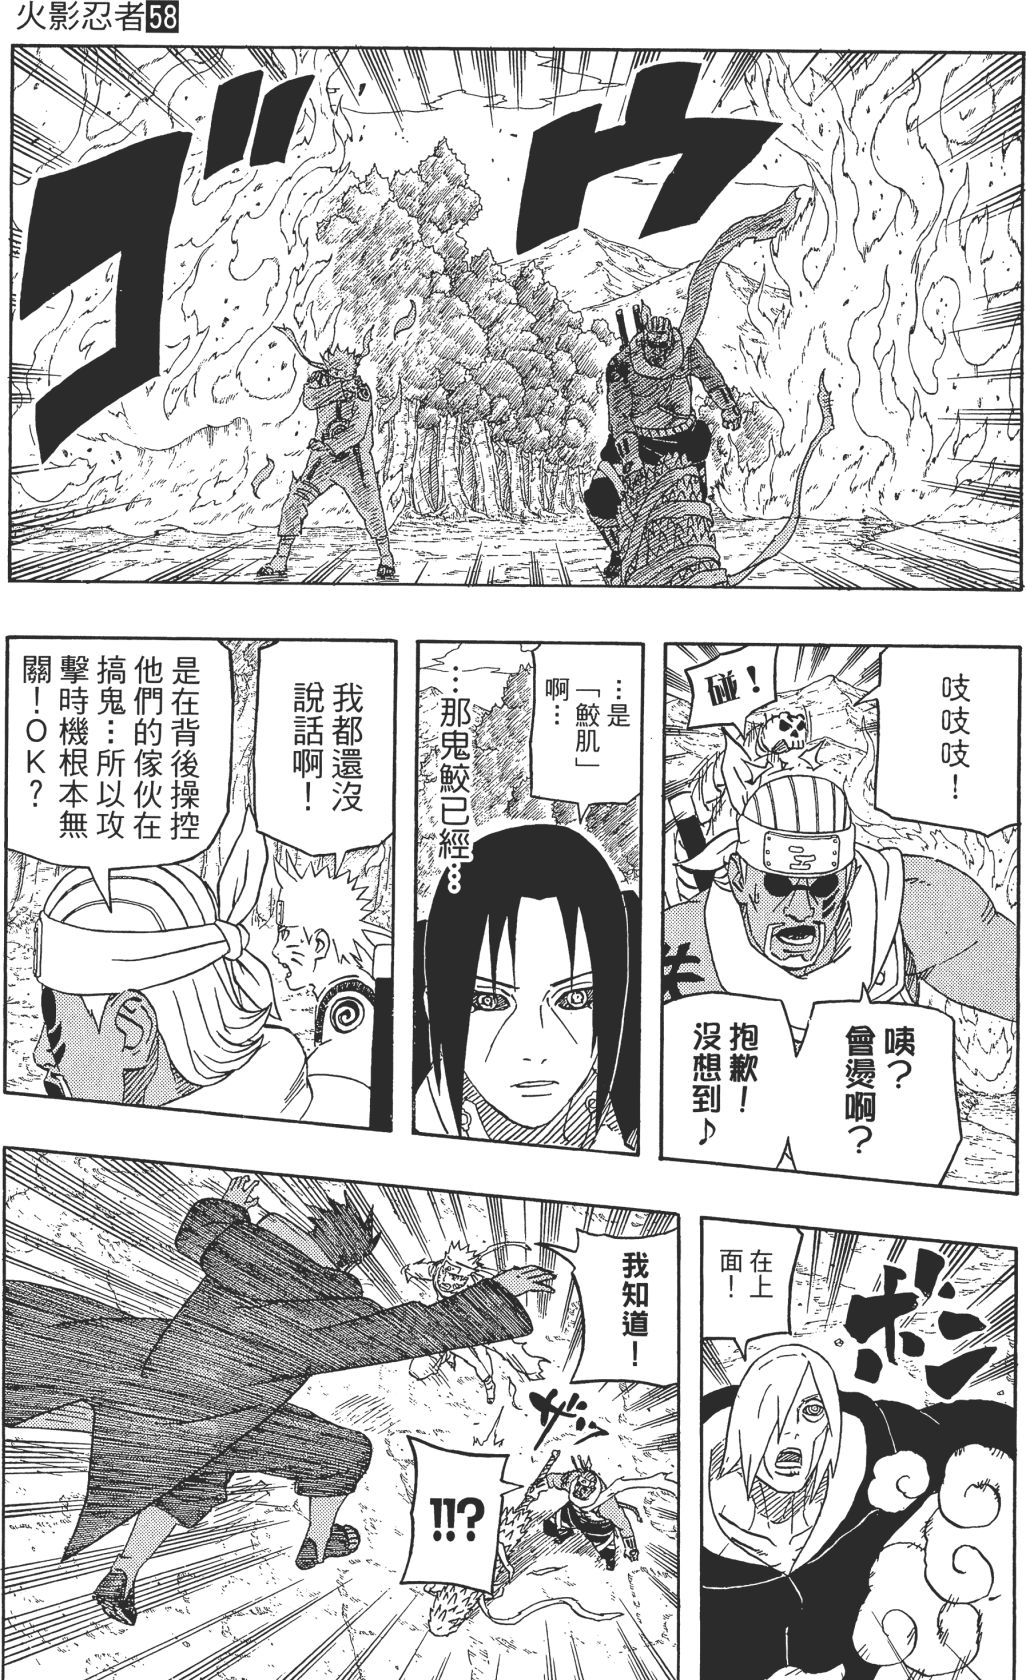 火影忍者58
ゴウ
吱吱吱！
碰！
咦？
會燙啊？
抱歉！
沒想到♪
…是
「鮫肌」
啊…
…那鬼鮫已經…
我都還沒
說話啊！
是在背後操控
他們的傢伙在
搞鬼…所以攻
擊時機根本無
關！OK？
在上
面！
ボン
我知道！
ザッ
!!?